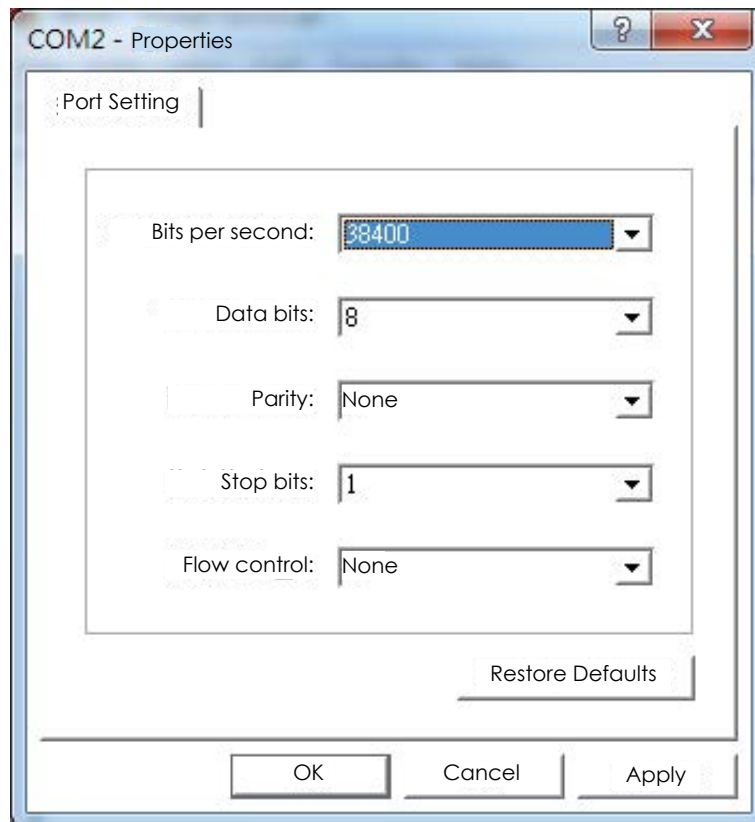 COM2 - Properties
Port Setting
Bits per second: 38400
Data bits: 8
Parity: None
Stop bits: 1
Flow control: None
Restore Defaults
OK Cancel Apply